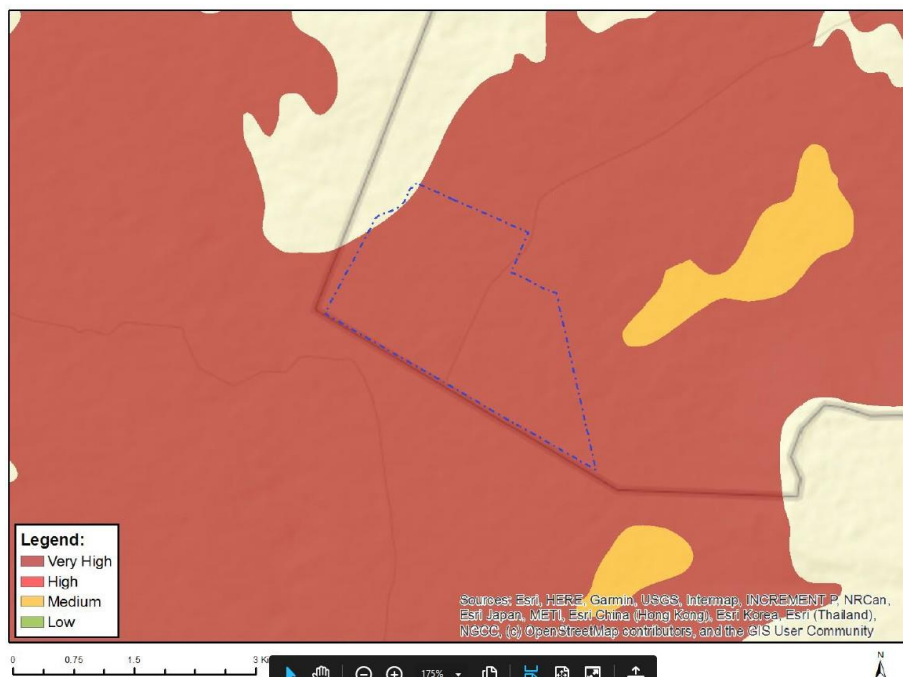 Legend:
Very High
High
Medium
Low
Sources: Esri, HERE, Garmin, USGS, Intermap, INCREMENT P, NRCan,
Esri Japan, METI, Esri China (Hong Kong), Esri Korea, Esri (Thailand),
NGCC, (c) OpenStreetMap contributors, and the GIS User Community
0 0.75 1.5 3 Ki
N
175%